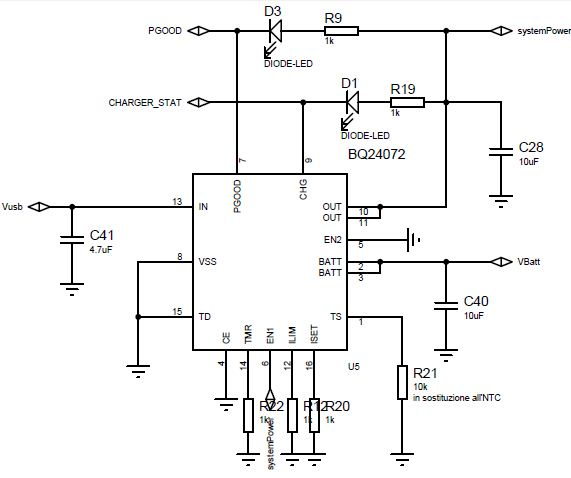 D3
R9
PGOOD
systemPower
1k
DIODE-LED
D1
R19
CHARGER_STAT
1k
DIODE-LED
BQ24072
C28
10uF
7
9
PGOOD
CHG
Vusb
13
IN
OUT
10
OUT
11
C41
4.7uF
EN2
5
8
VSS
BATT
2
VBatt
BATT
3
C40
10uF
15
TD
TS
1
CE
TMR
EN1
ILIM
ISET
4
14
6
12
16
U5
R21
10k
in sostituzione all'NTC
R22
R12
R20
1k
1k
1k
systemPower